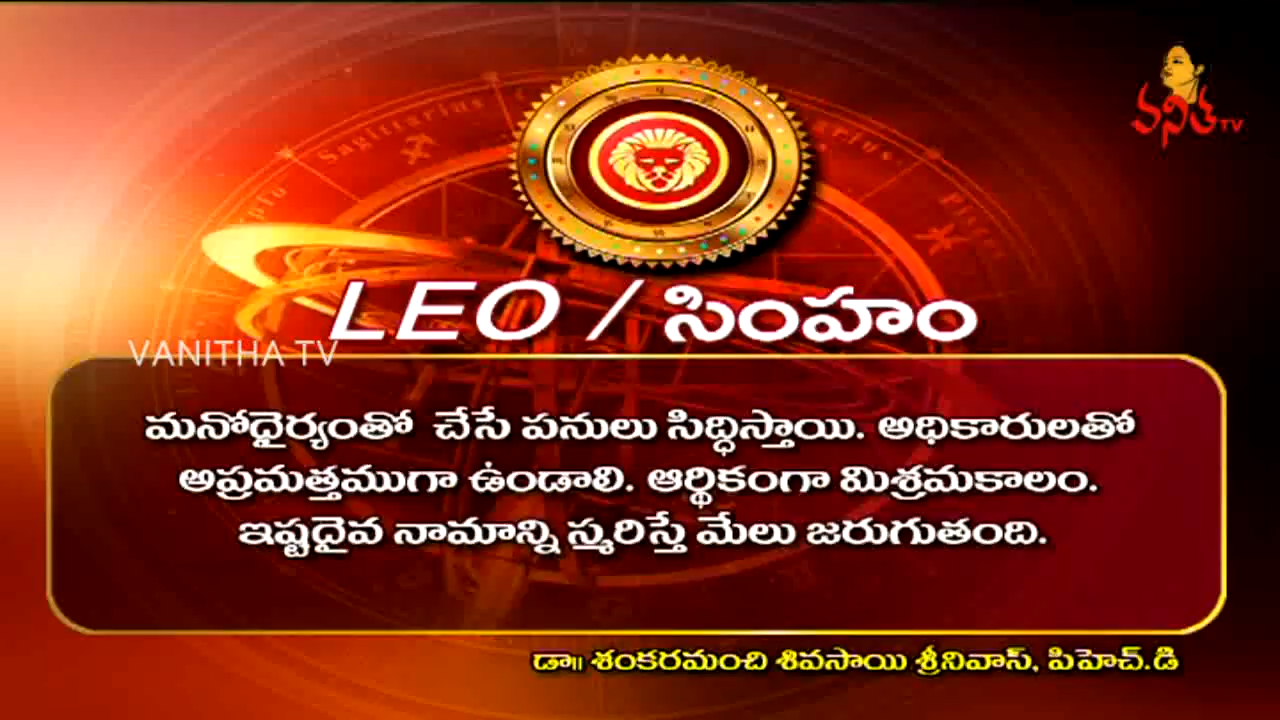 వనిత TV
Sagittarius
LEO / సింహం
VANITHA TV
మనోధైర్యంతో చేసే పనులు సిద్ధిస్తాయి. అధికారులతో
అప్రమత్తముగా ఉండాలి. ఆర్థికంగా మిశ్రమకాలం.
ఇష్టదైవ నామాన్ని స్మరిస్తే మేలు జరుగుతంది.
డా॥ శంకరమంచి శివసాయి శ్రీనివాస్, పిహెచ్.డి